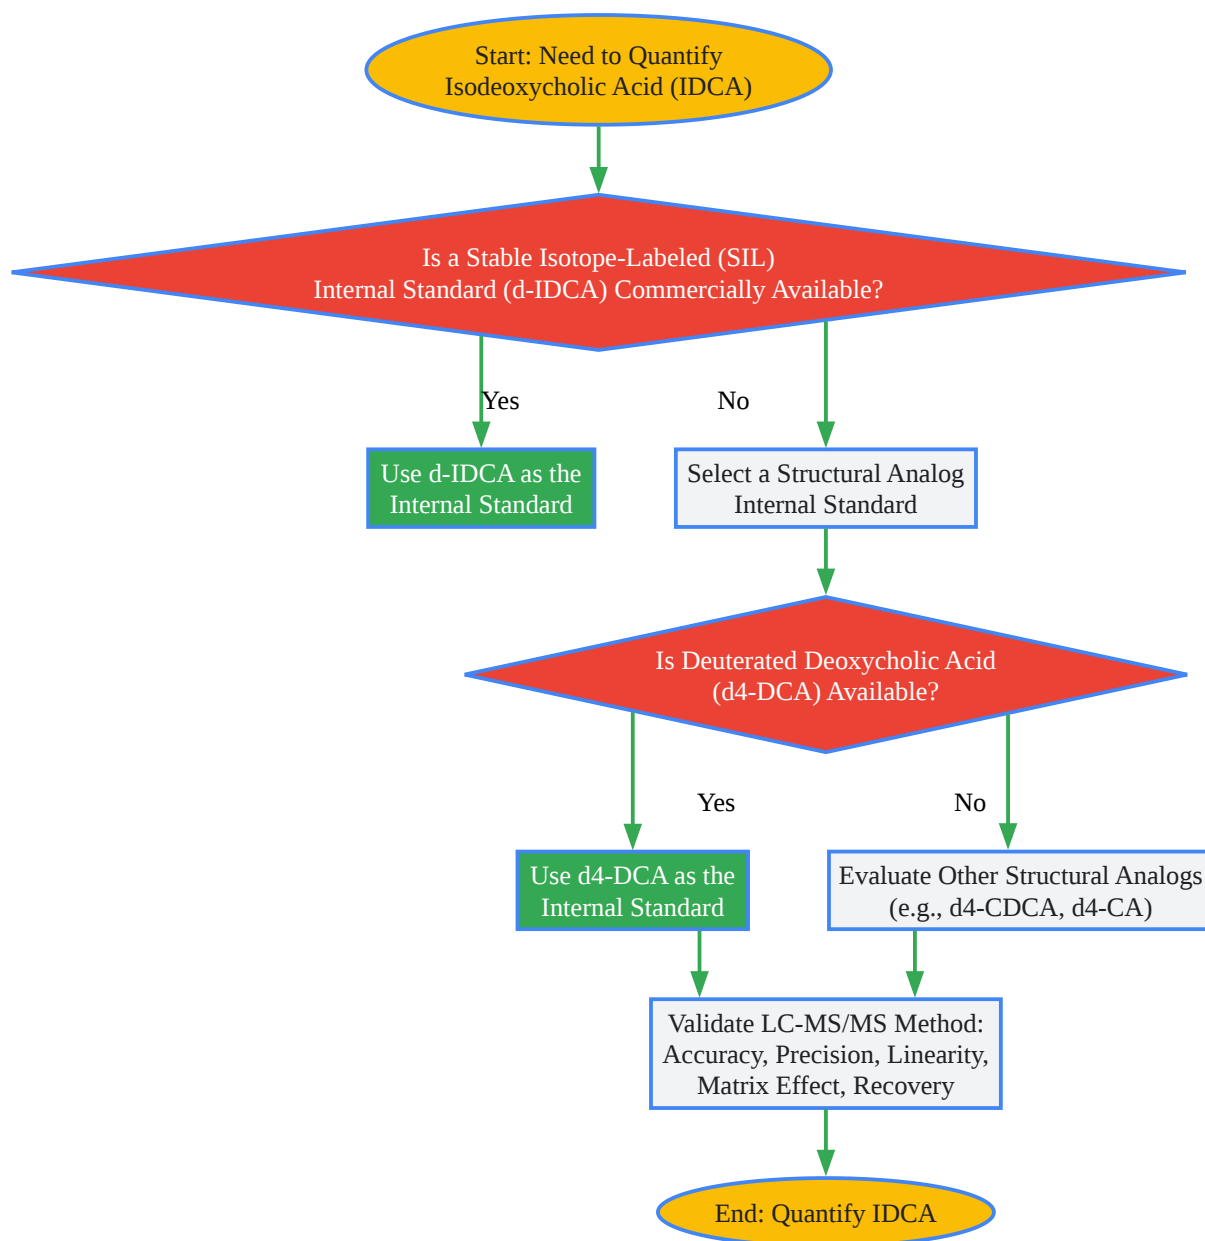 Start: Need to Quantify
Isodeoxycholic Acid (IDCA)
Is a Stable Isotope-Labeled (SIL)
Internal Standard (d-IDCA) Commercially Available?
Yes
No
Use d-IDCA as the
Internal Standard
Select a Structural Analog
Internal Standard
Is Deuterated Deoxycholic Acid
(d4-DCA) Available?
Yes
No
Use d4-DCA as the
Internal Standard
Evaluate Other Structural Analogs
(e.g., d4-CDCA, d4-CA)
Validate LC-MS/MS Method:
Accuracy, Precision, Linearity,
Matrix Effect, Recovery
End: Quantify IDCA